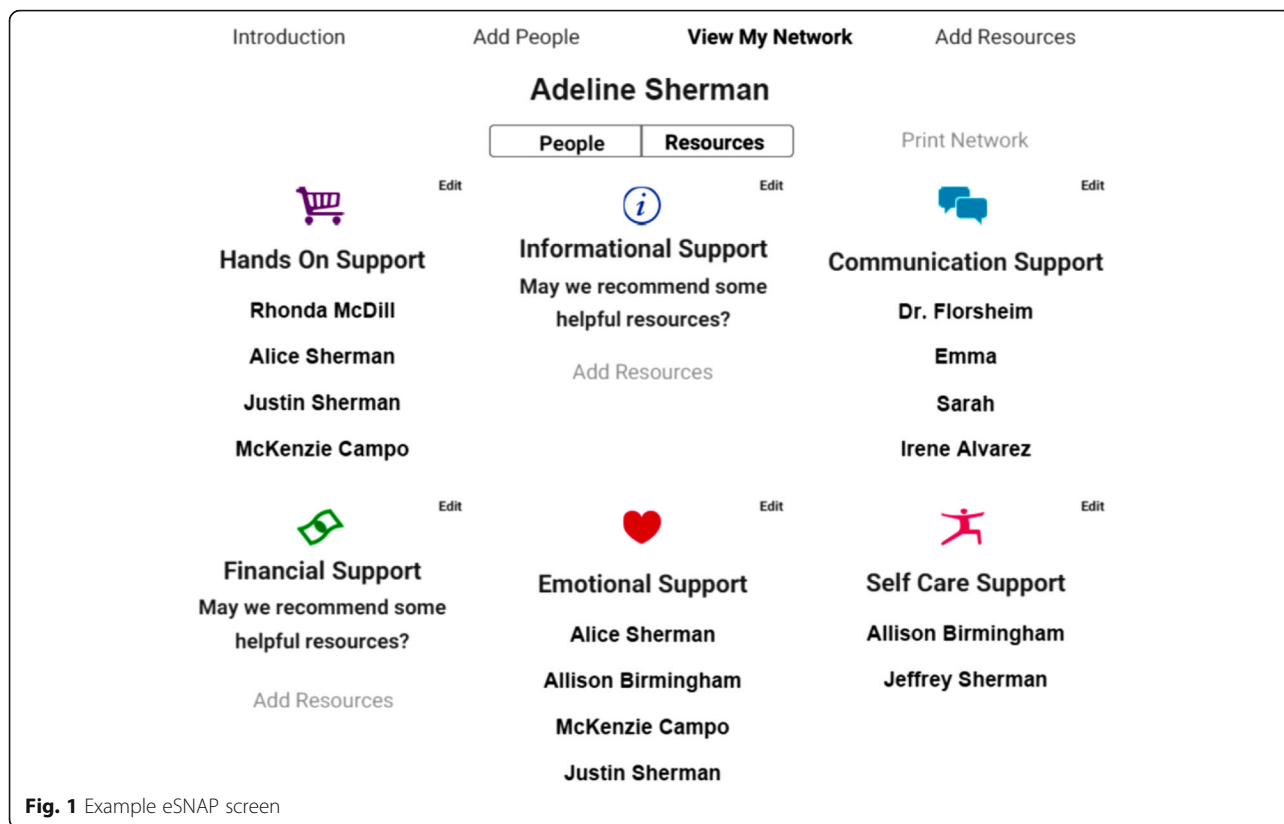 Introduction Add People View My Network Add Resources
Adeline Sherman
People Resources Print Network
Edit
Hands On Support
Rhonda McDill
Alice Sherman
Justin Sherman
McKenzie Campo
Edit
i
Informational Support
May we recommend some
helpful resources?
Add Resources
Edit
Communication Support
Dr. Florsheim
Emma
Sarah
Irene Alvarez
Edit
Financial Support
May we recommend some
helpful resources?
Add Resources
Edit
Emotional Support
Alice Sherman
Allison Birmingham
McKenzie Campo
Justin Sherman
Edit
Self Care Support
Allison Birmingham
Jeffrey Sherman
Fig. 1 Example eSNAP screen